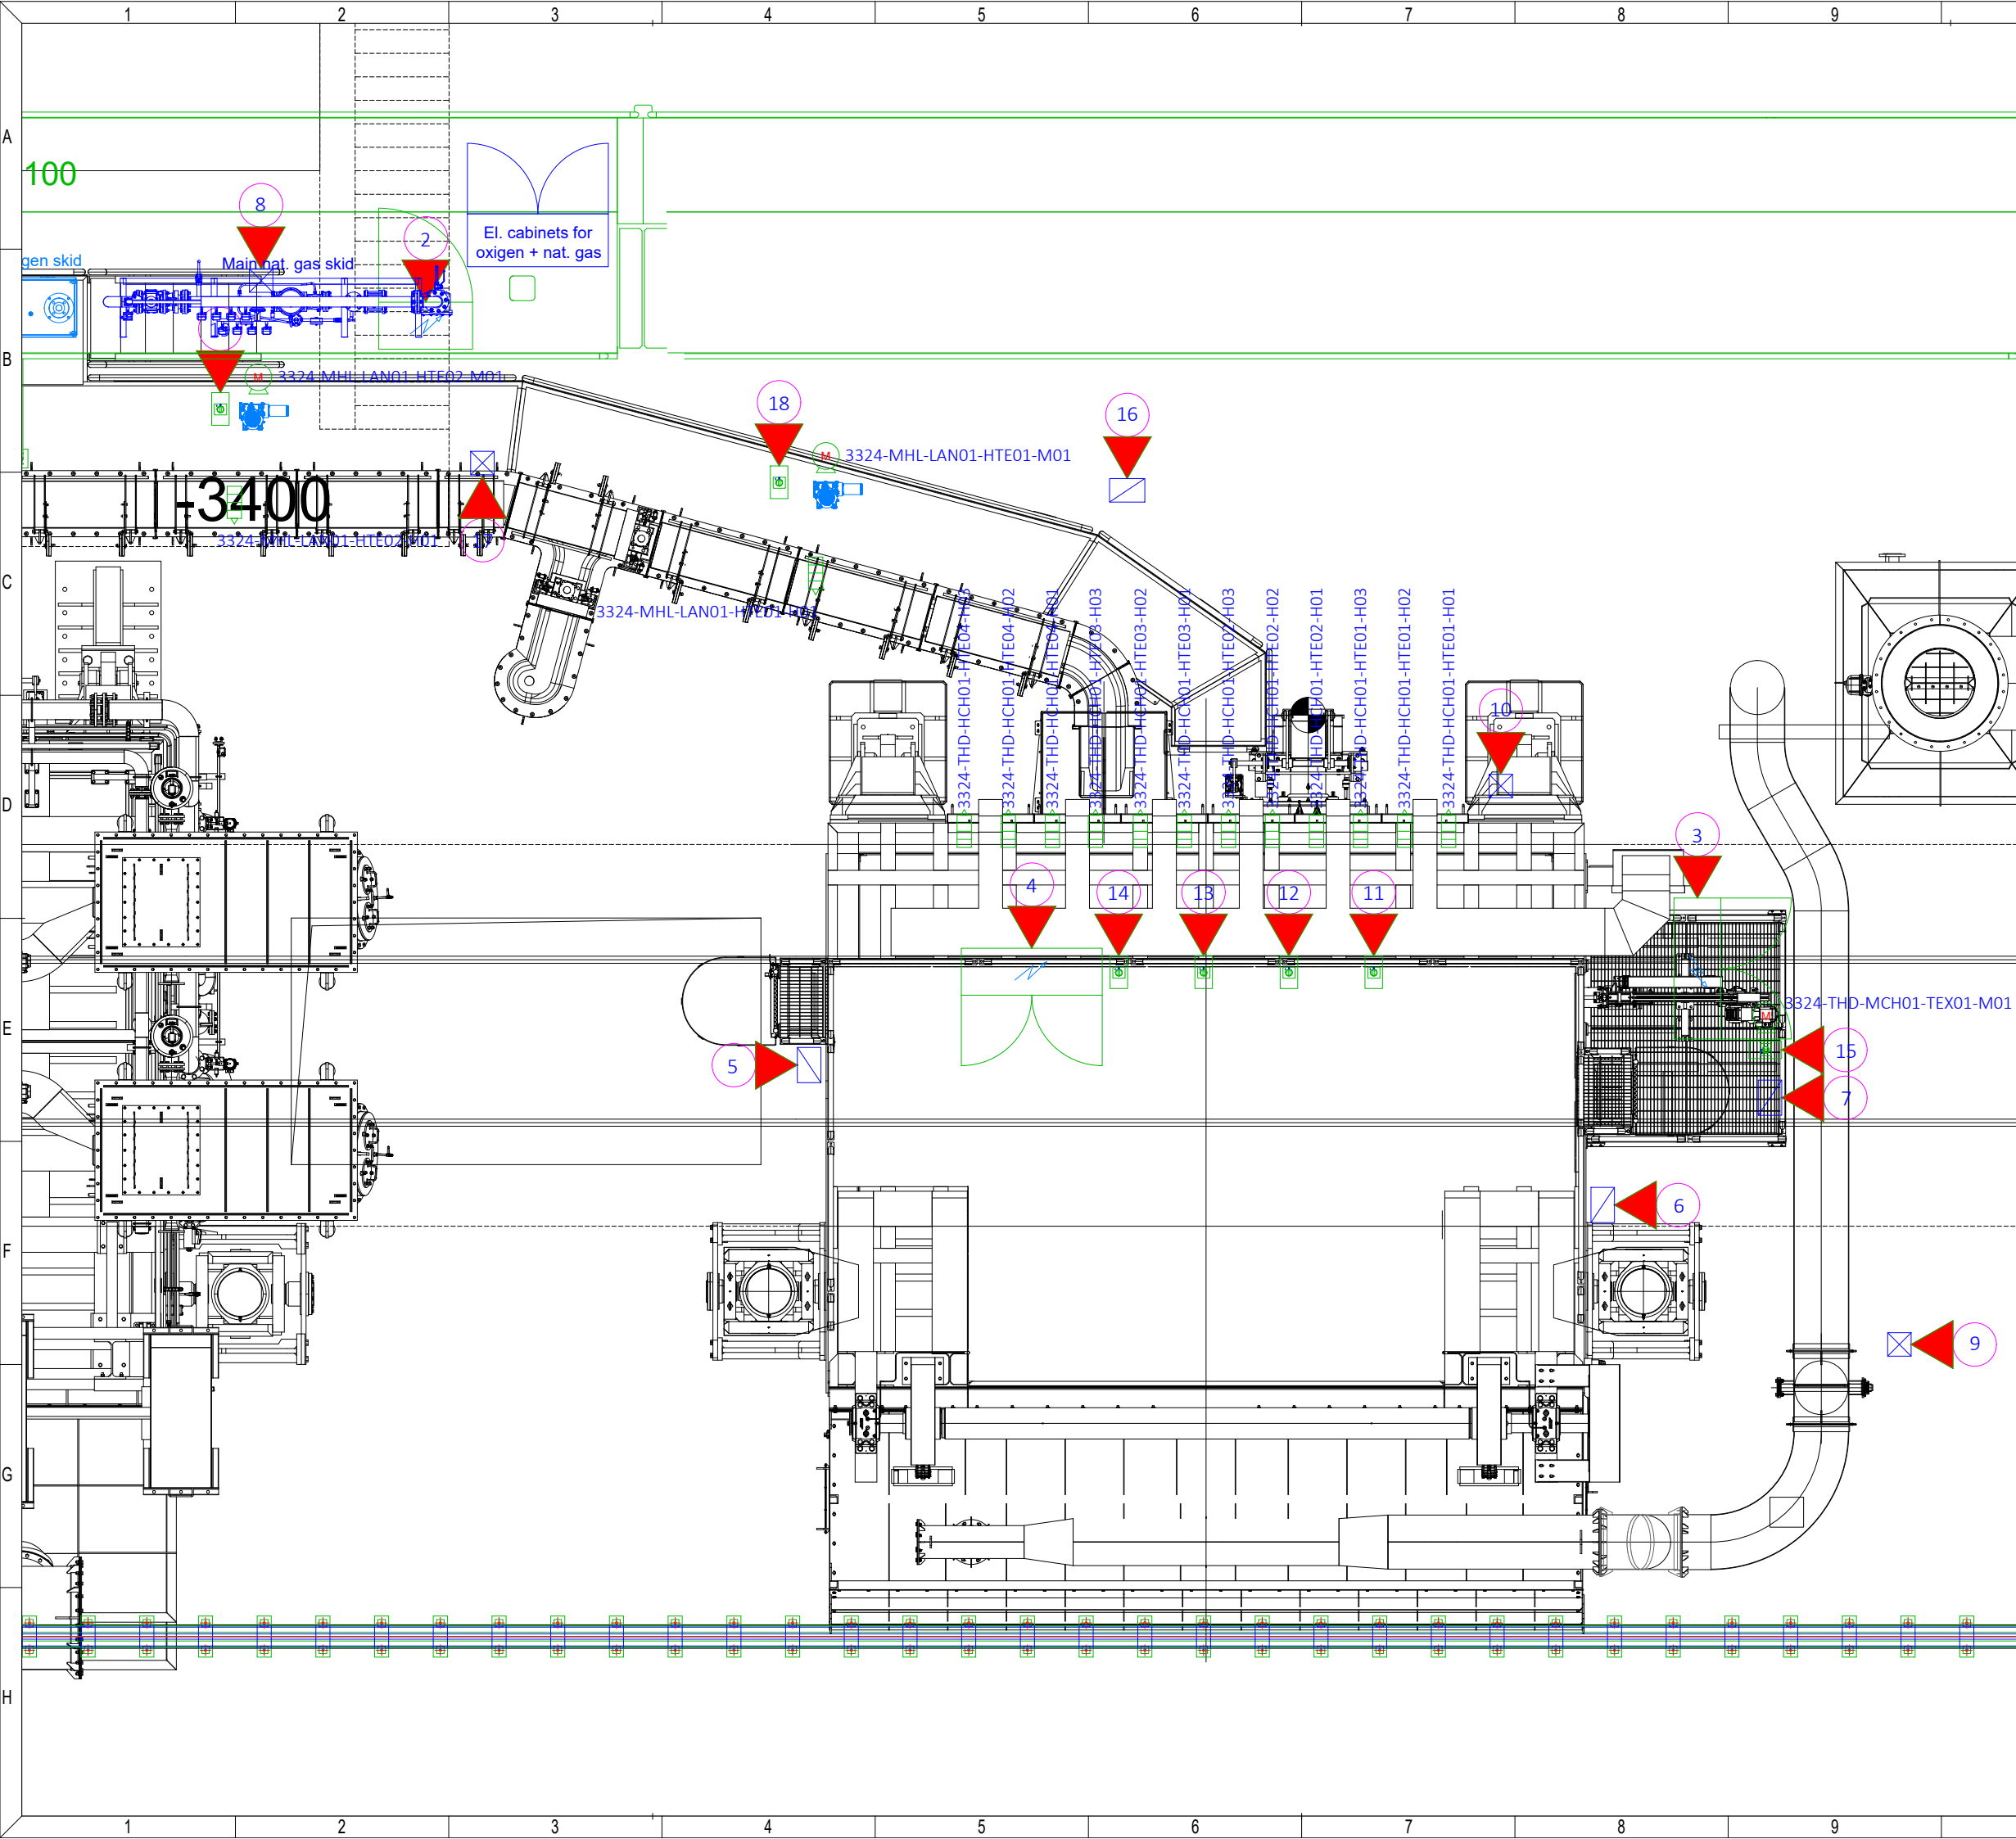 1 2 3 4 5 6 7 8 9
A
100
8
2
El. cabinets for
oxigen + nat. gas
gen skid
Main nat. gas skid
B
M 3324-MHL-LAN01-HTE02-M01
18
16
M 3324-MHL-LAN01-HTE01-M01
-3400
3324-MHL-LAN01-HTE02-H01
17
C
3324-MHL-LAN01-HTE01-H01
3324-THD-HCH01-HTE04-H03
3324-THD-HCH01-HTE04-H02
3324-THD-HCH01-HTE04-H01
3324-THD-HCH01-HTE03-H03
3324-THD-HCH01-HTE03-H02
3324-THD-HCH01-HTE03-H01
3324-THD-HCH01-HTE02-H03
3324-THD-HCH01-HTE02-H02
3324-THD-HCH01-HTE02-H01
3324-THD-HCH01-HTE01-H03
3324-THD-HCH01-HTE01-H02
3324-THD-HCH01-HTE01-H01
10
D
3
4
14
13
12
11
3324-THD-MCH01-TEX01-M01
M
E
15
5
7
6
F
9
G
H
1 2 3 4 5 6 7 8 9